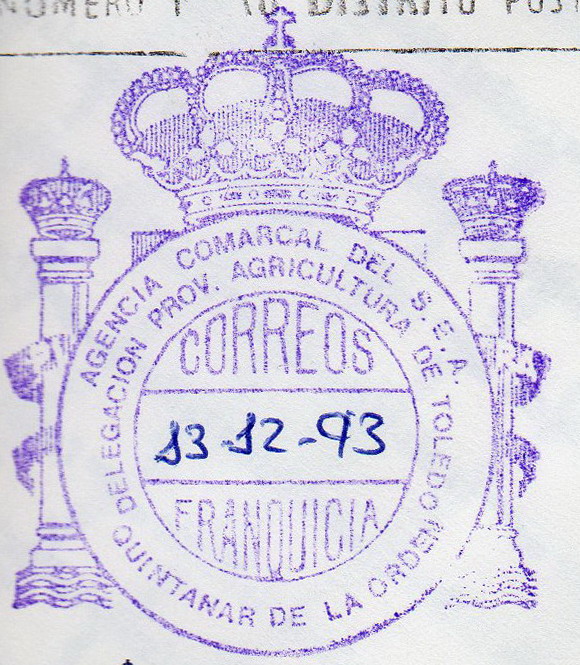 NUMERO 1 10 DISTRITO POST
AGENCIA COMARCAL DEL S.E.A.
DELEGACION PROV. AGRICULTURA DE TOLEDO
QUINTANAR DE LA ORDEN
CORREOS
13-12-93
FRANQUICIA